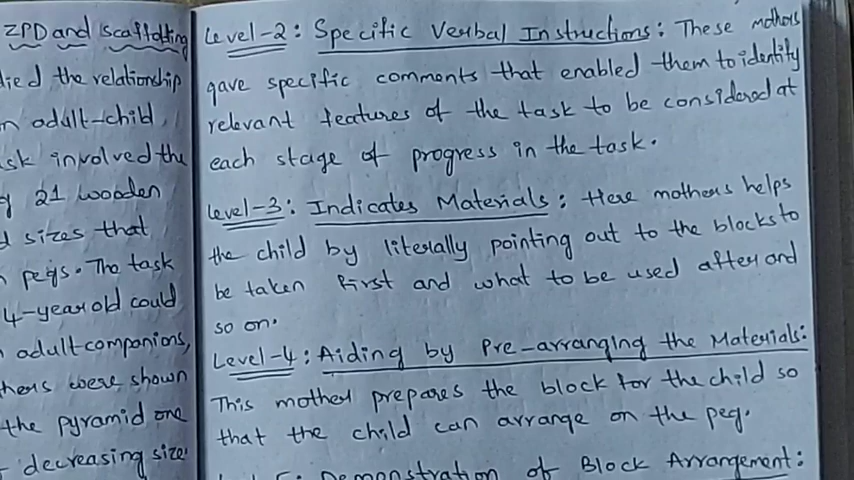 ZPD and scaffolting
died the relationship
n adult-child,
sk involved the
g 21 wooden
d sizes that
pegs. The task
4-year old could
adult companions,
thers were shown
the pyramid one
decreasing size.
Level-2: Specific Verbal Instructions: These mothers
gave specific comments that enabled them to identity
relevant features of the task to be considered at
each stage of progress in the task.
Level-3: Indicates Materials: Here mothers helps
the child by literally pointing out to the blocks to
be taken first and what to be used after and
so on.
Level-4: Aiding by Pre-arranging the Materials:
This mother prepares the block for the child so
that the child can arrange on the peg.
Demonstration of Block Arrangement: